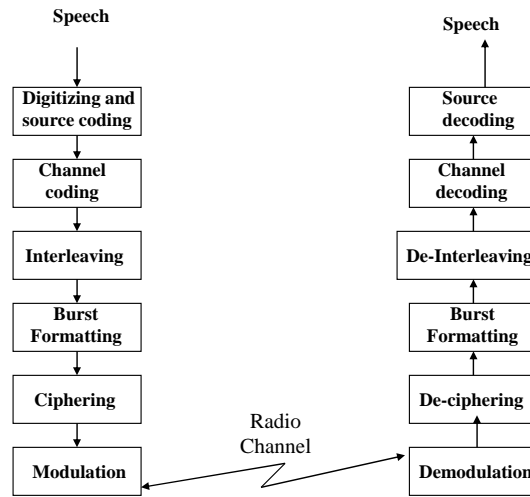 Speech
Digitizing and
source coding
Channel
coding
Interleaving
Burst
Formatting
Ciphering
Modulation
Radio
Channel
Speech
Source
decoding
Channel
decoding
De-Interleaving
Burst
Formatting
De-ciphering
Demodulation